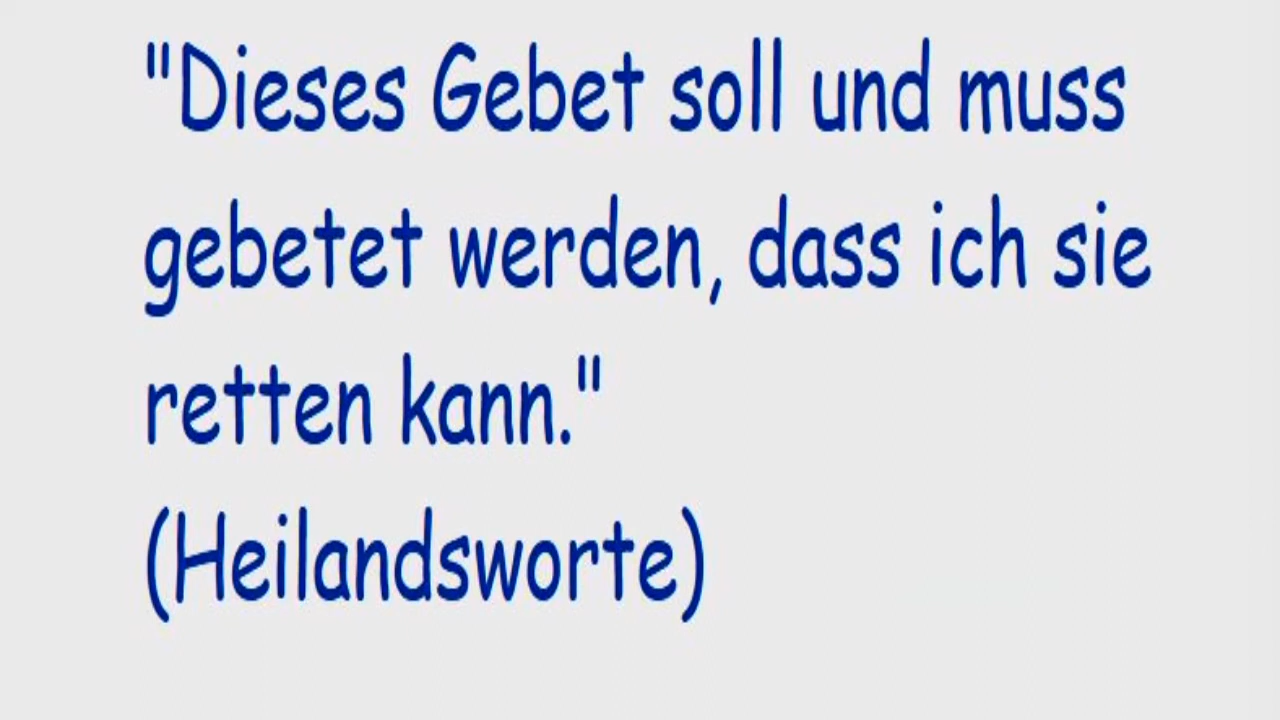 "Dieses Gebet soll und muss
gebetet werden, dass ich sie
retten kann."
(Heilandsworte)